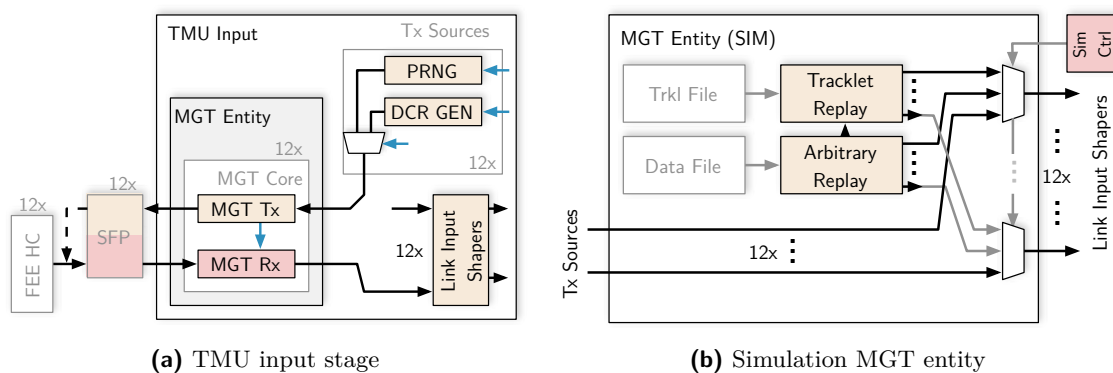 TMU Input
Tx Sources
PRNG
DCR GEN
12x
MGT Entity
12x
MGT Core
MGT Tx
MGT Rx
12x
SFP
12x
FEE HC
12x
Link Input
Shapers
(a) TMU input stage
MGT Entity (SIM)
Sim
Ctrl
Trkl File
Tracklet
Replay
Data File
Arbitrary
Replay
12x
Link Input Shapers
Tx Sources
12x
(b) Simulation MGT entity